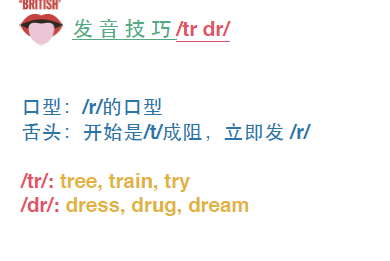 "BRITISH"
发音技巧/tr dr/
口型：/r/的口型
舌头：开始是/t/成阻，立即发 /r/
/tr/: tree, train, try
/dr/: dress, drug, dream